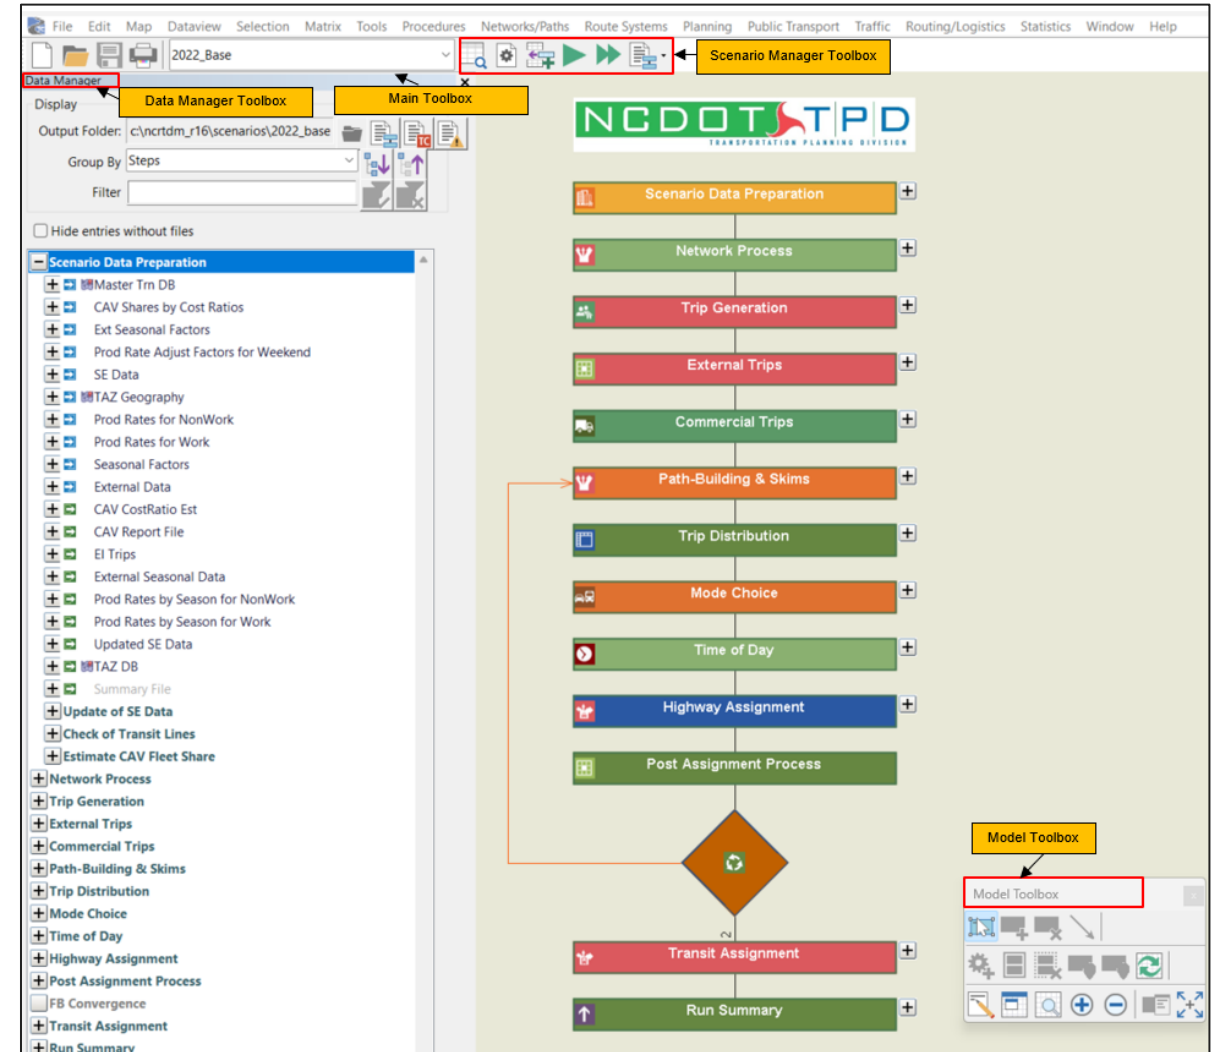 File Edit Map Dataview Selection Matrix Tools Procedures Networks/Paths Route Systems Planning Public Transport Traffic Routing/Logistics Statistics Window Help
2022_Base
Scenario Manager Toolbox
Data Manager
Main Toolbox
Data Manager Toolbox
Display
Output Folder: c\ncrtdm_r16\scenarios\2022_base
TC
Group By Steps
Filter
Hide entries without files
Scenario Data Preparation
Master Trn DB
CAV Shares by Cost Ratios
Ext Seasonal Factors
Prod Rate Adjust Factors for Weekend
SE Data
TAZ Geography
Prod Rates for NonWork
Prod Rates for Work
Seasonal Factors
External Data
CAV CostRatio Est
CAV Report File
EI Trips
External Seasonal Data
Prod Rates by Season for NonWork
Prod Rates by Season for Work
Updated SE Data
TAZ DB
Summary File
Update of SE Data
Check of Transit Lines
Estimate CAV Fleet Share
Network Process
Trip Generation
External Trips
Commercial Trips
Path-Building & Skims
Trip Distribution
Mode Choice
Time of Day
Highway Assignment
Post Assignment Process
FB Convergence
Transit Assignment
Run Summary
NCDOT TPD
TRANSPORTATION PLANNING DIVISION
Scenario Data Preparation
Network Process
Trip Generation
External Trips
Commercial Trips
Path-Building & Skims
Trip Distribution
Mode Choice
Time of Day
Highway Assignment
Post Assignment Process
2
Transit Assignment
Run Summary
Model Toolbox
Model Toolbox